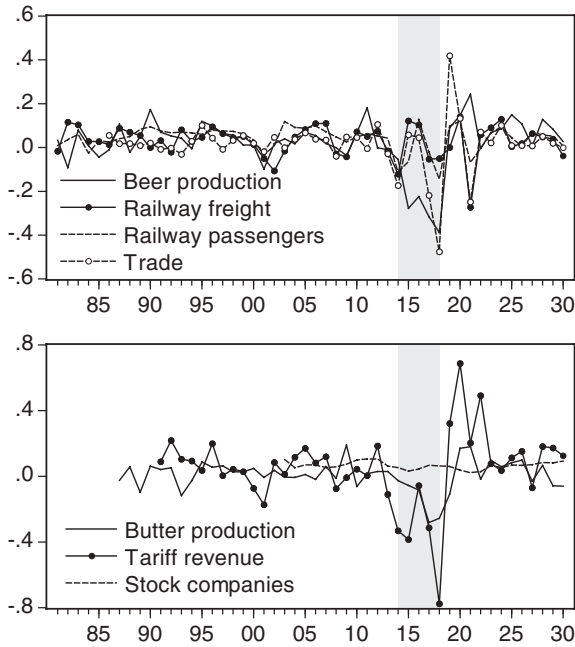 .6
.4
.2
.0
-.2
-.4
-.6
Beer production
Railway freight
Railway passengers
Trade
85 90 95 00 05 10 15 20 25 30
.8
.4
.0
-.4
-.8
Butter production
Tariff revenue
Stock companies
85 90 95 00 05 10 15 20 25 30